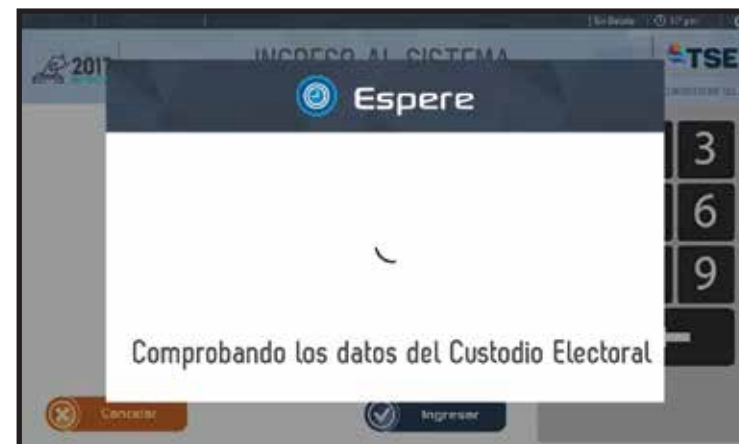 2017
INGRESO AL SISTEMA
TSE
Espere
3
6
9
Comprobando los datos del Custodio Electoral
Cancelar
Ingresar